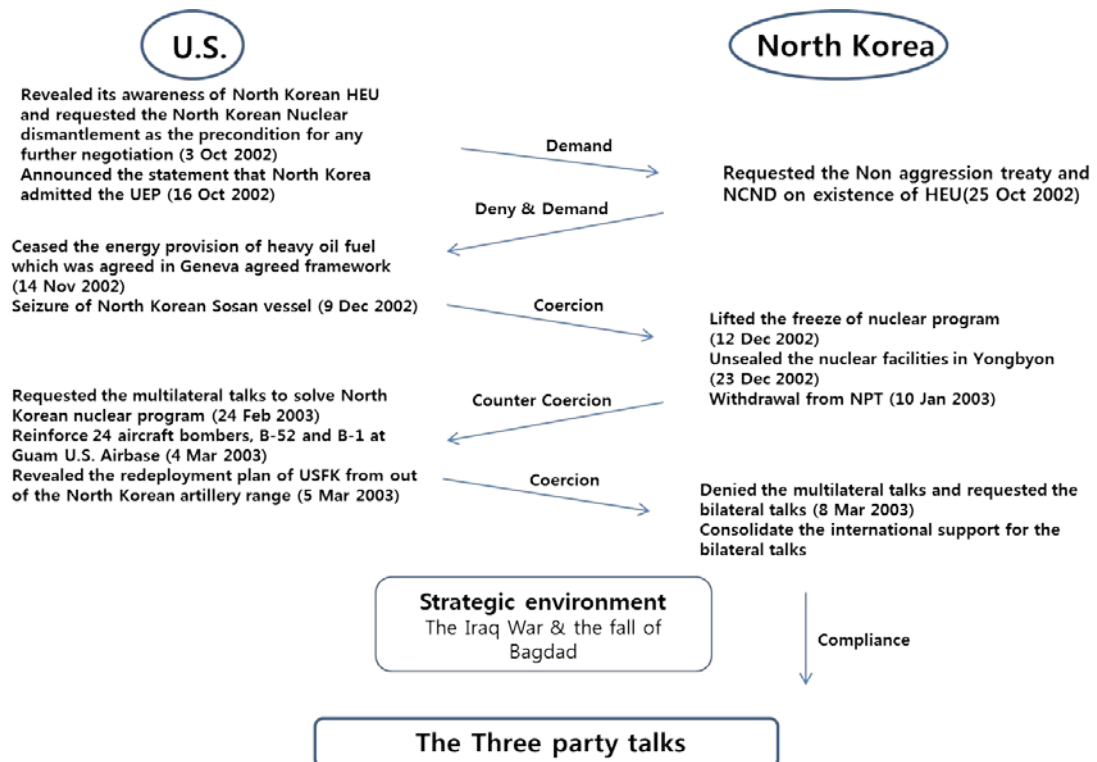 U.S.
North Korea
Revealed its awareness of North Korean HEU
and requested the North Korean Nuclear
dismantlement as the precondition for any
further negotiation (3 Oct 2002)
Announced the statement that North Korea
admitted the UEP (16 Oct 2002)
Demand
Requested the Non aggression treaty and
NCND on existence of HEU(25 Oct 2002)
Deny & Demand
Ceased the energy provision of heavy oil fuel
which was agreed in Geneva agreed framework
(14 Nov 2002)
Seizure of North Korean Sosan vessel (9 Dec 2002)
Coercion
Lifted the freeze of nuclear program
(12 Dec 2002)
Unsealed the nuclear facilities in Yongbyon
(23 Dec 2002)
Withdrawal from NPT (10 Jan 2003)
Counter Coercion
Requested the multilateral talks to solve North
Korean nuclear program (24 Feb 2003)
Reinforce 24 aircraft bombers, B-52 and B-1 at
Guam U.S. Airbase (4 Mar 2003)
Revealed the redeployment plan of USFK from out
of the North Korean artillery range (5 Mar 2003)
Coercion
Denied the multilateral talks and requested the
bilateral talks (8 Mar 2003)
Consolidate the international support for the
bilateral talks
Strategic environment
The Iraq War & the fall of
Bagdad
Compliance
The Three party talks